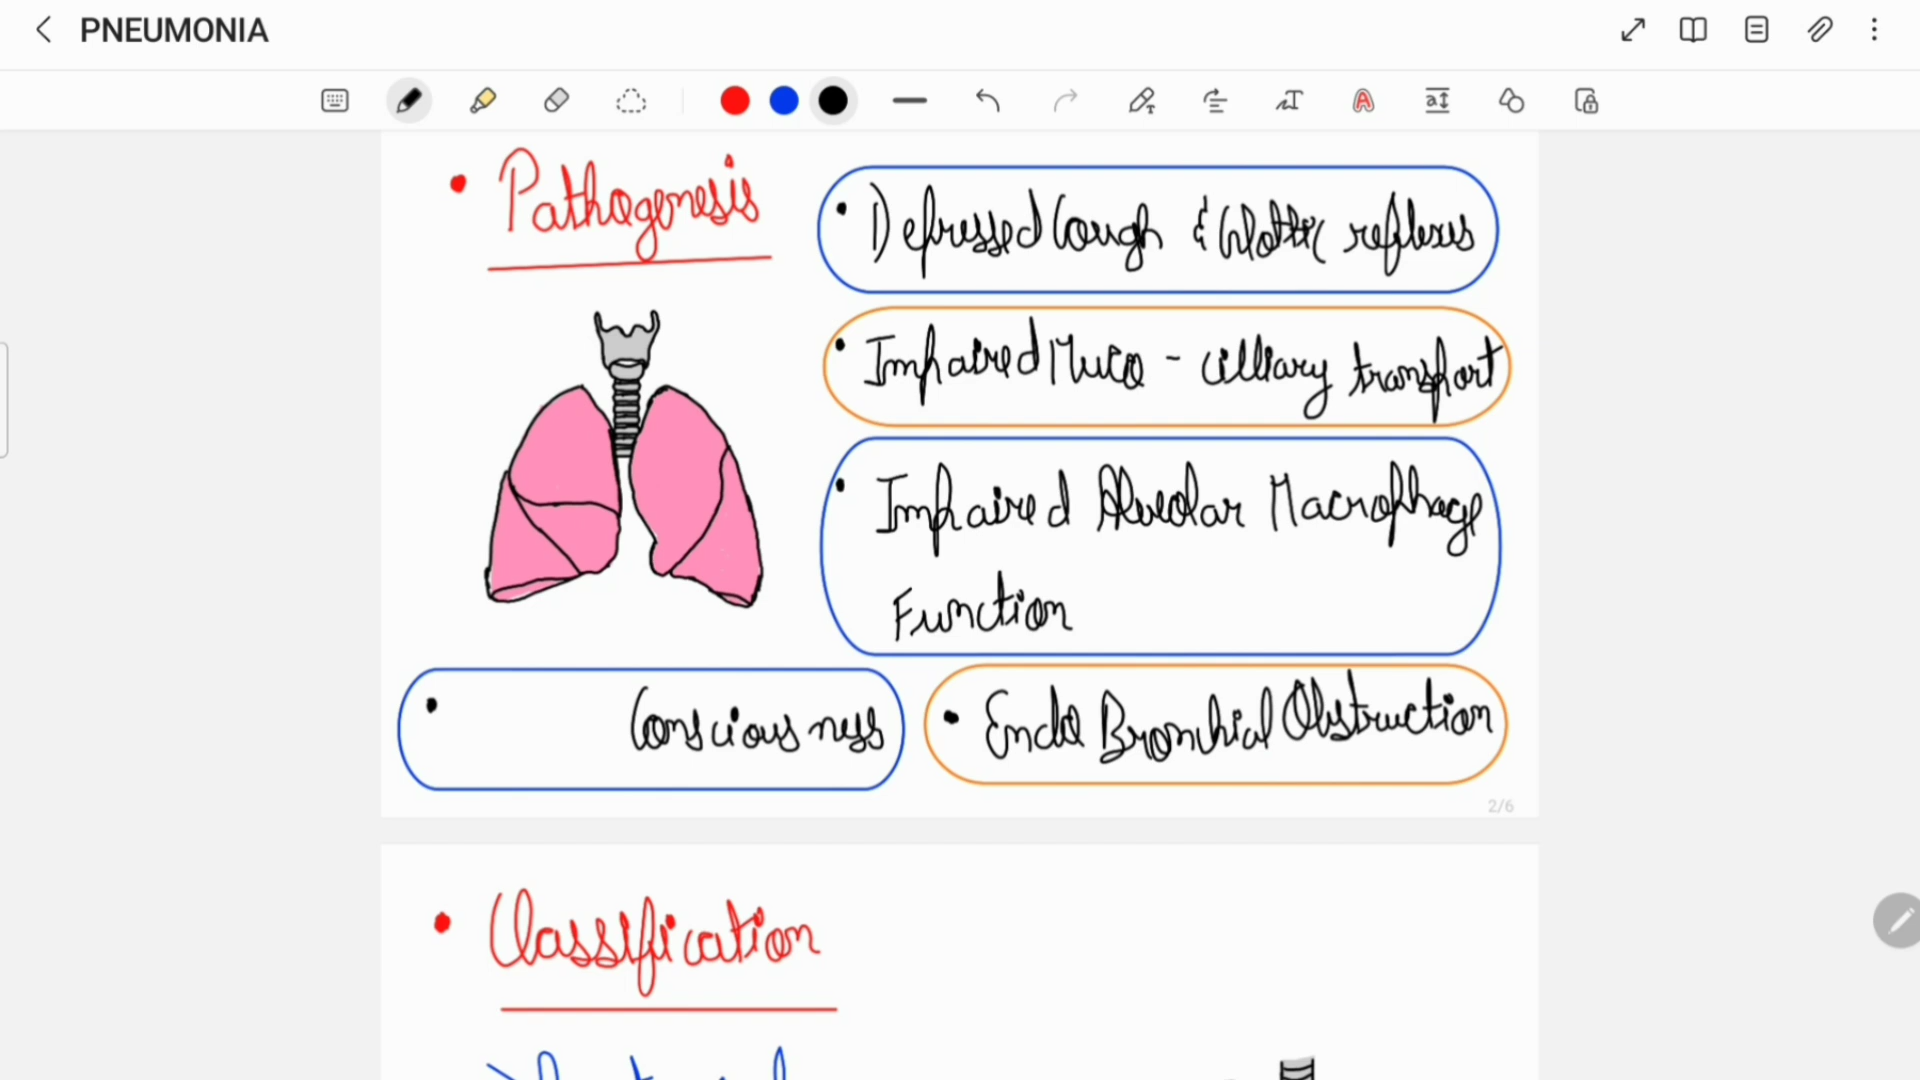 PNEUMONIA
• Pathogenesis
• Depressed Cough & Glottic reflexes
• Impaired Muco - cilliary transport
• Impaired Alveolar Macrophage
Function
• Consciousness
• Endo Bronchial Obstruction
2/6
• Classification